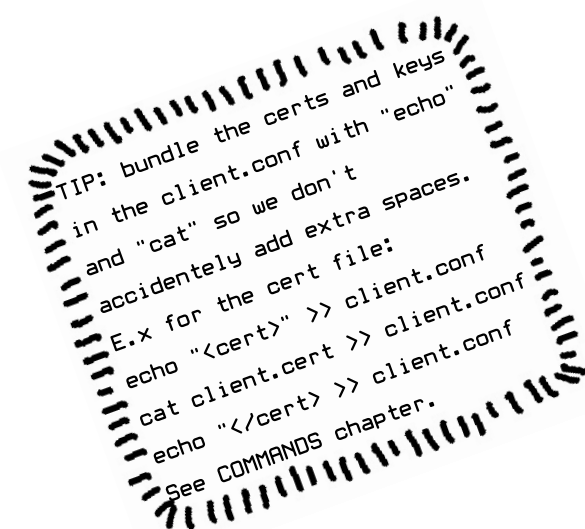 TIP: bundle the certs and keys
in the client.conf with "echo"
and "cat" so we don't
accidentely add extra spaces.
E.x for the cert file:
echo "<cert>" >> client.conf
cat client.cert >> client.conf
echo "</cert> >> client.conf
See COMMANDS chapter.